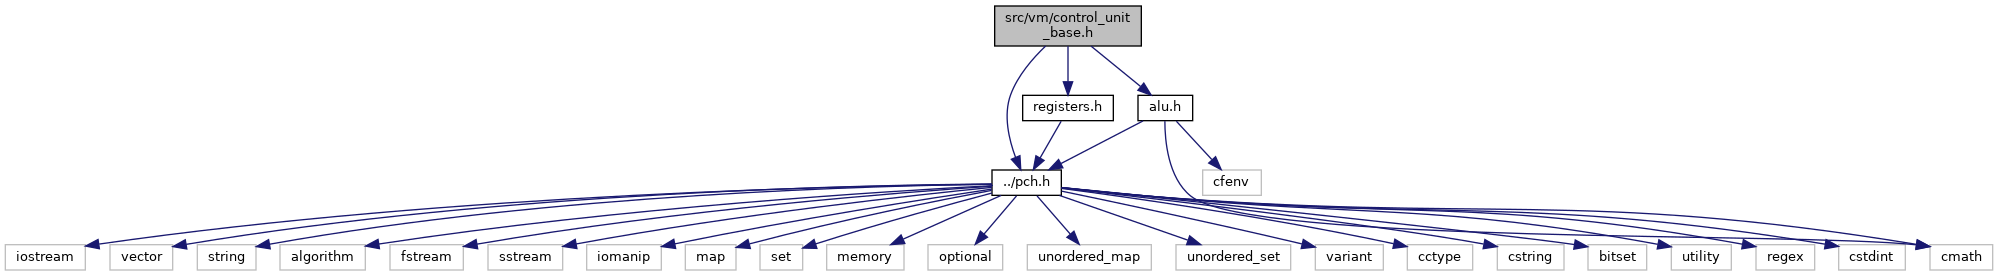 src/vm/control_unit
_base.h
registers.h
alu.h
../pch.h
cfenv
iostream
vector
string
algorithm
fstream
sstream
iomanip
map
set
memory
optional
unordered_map
unordered_set
variant
cctype
cstring
bitset
utility
regex
cstdint
cmath